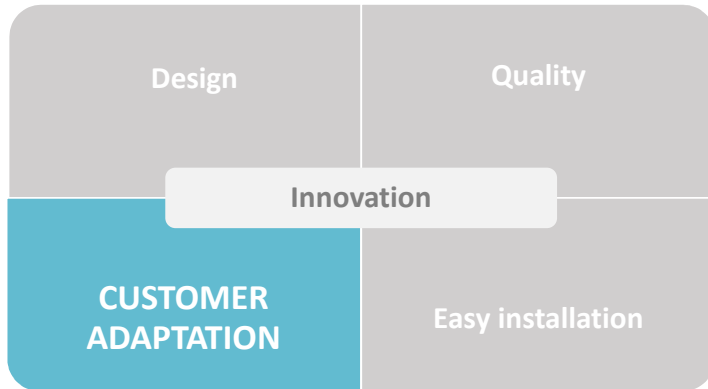 Design
Quality
Innovation
CUSTOMER
ADAPTATION
Easy installation